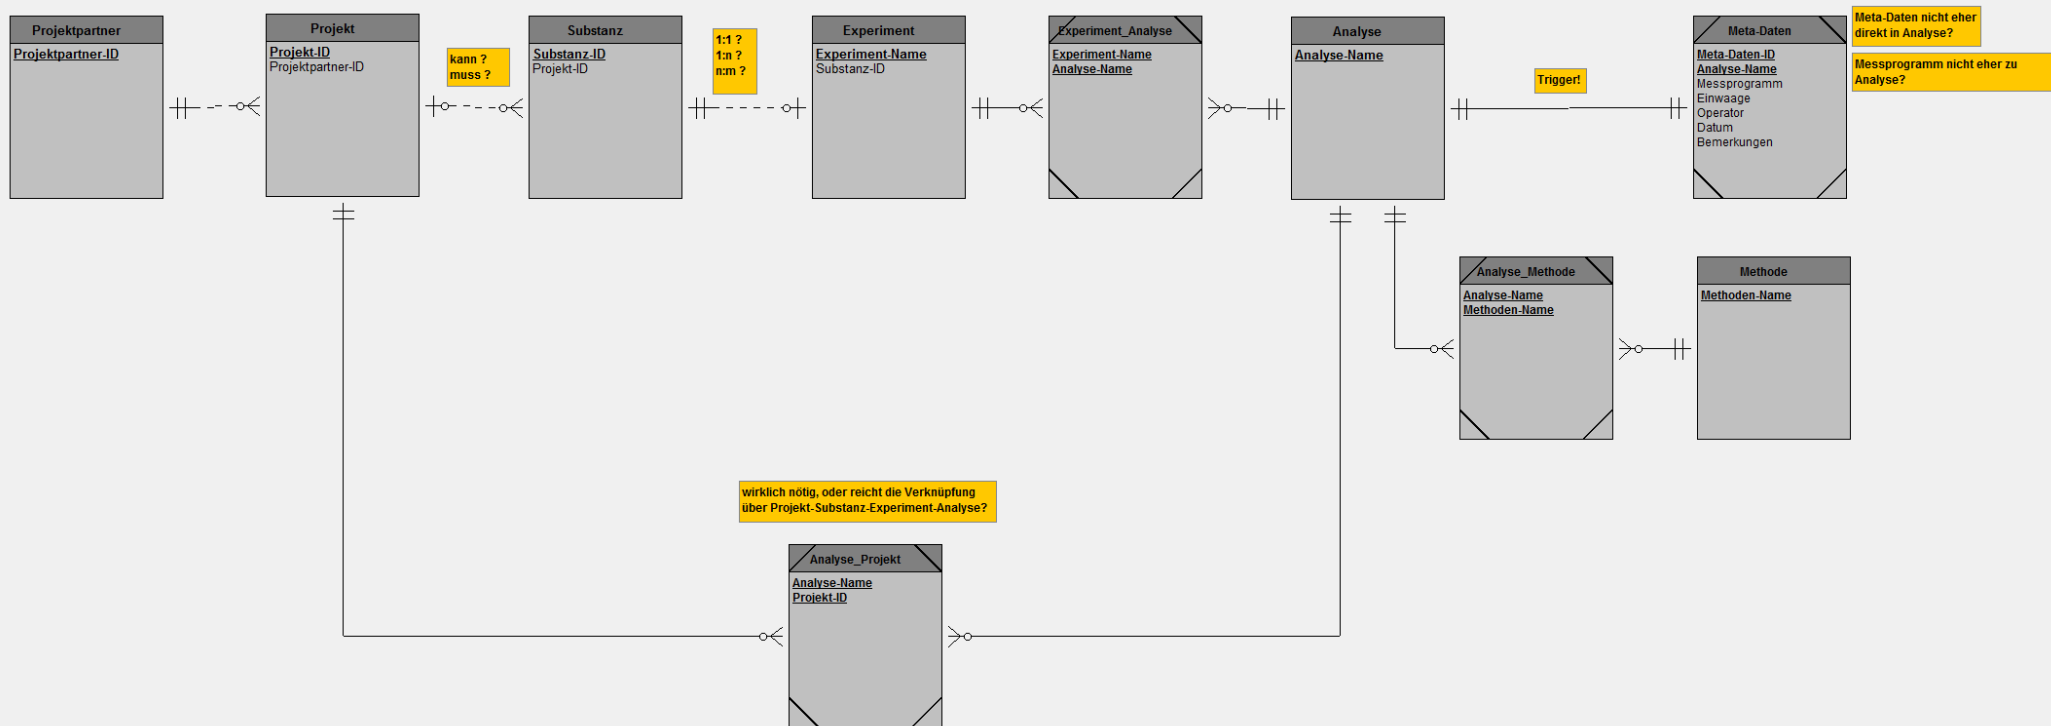 Projektpartner
Projektpartner-ID
Projekt
Projekt-ID
Projektpartner-ID
kann ?
muss ?
Substanz
Substanz-ID
Projekt-ID
1:1 ?
1:n ?
n:m ?
Experiment
Experiment-Name
Substanz-ID
Experiment_Analyse
Experiment-Name
Analyse-Name
Analyse
Analyse-Name
Trigger!
Meta-Daten
Meta-Daten-ID
Analyse-Name
Messprogramm
Einwaage
Operator
Datum
Bemerkungen
Meta-Daten nicht eher
direkt in Analyse?
Messprogramm nicht eher zu
Analyse?
Analyse_Methode
Analyse-Name
Methoden-Name
Methode
Methoden-Name
wirklich nötig, oder reicht die Verknüpfung
über Projekt-Substanz-Experiment-Analyse?
Analyse_Projekt
Analyse-Name
Projekt-ID